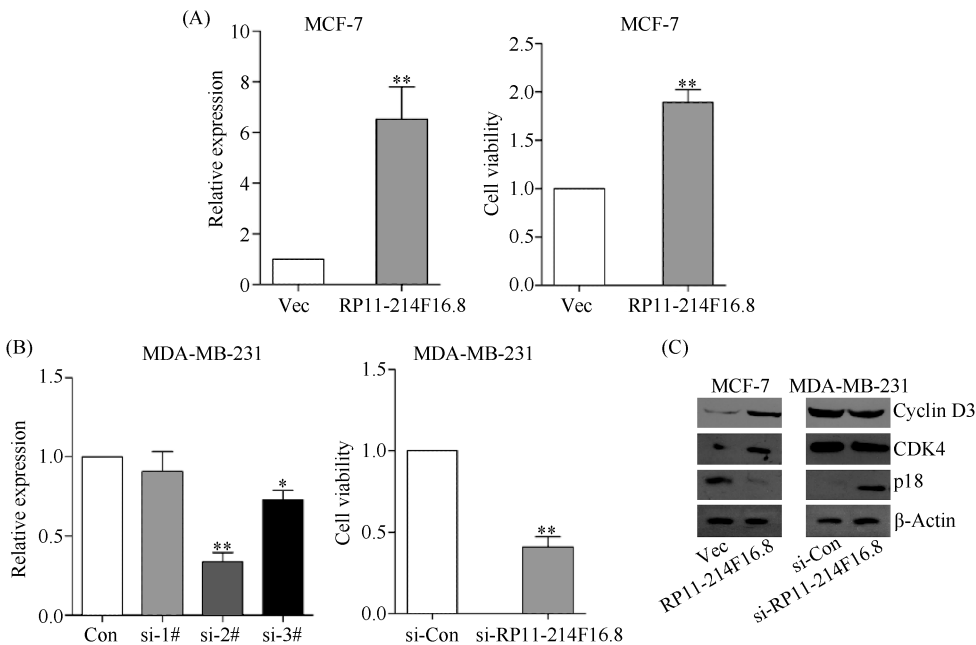 (A)
MCF-7
Relative expression
10
8
6
4
2
0
**
Vec
RP11-214F16.8
MCF-7
Cell viability
2.5
2.0
1.5
1.0
0.5
0.0
**
Vec
RP11-214F16.8
(B)
MDA-MB-231
Relative expression
1.5
1.0
0.5
0.0
**
*
Con
si-1#
si-2#
si-3#
MDA-MB-231
Cell viability
1.5
1.0
0.5
0.0
**
si-Con
si-RP11-214F16.8
(C)
MCF-7
MDA-MB-231
Cyclin D3
CDK4
p18
β-Actin
Vec
RP11-214F16.8
si-Con
si-RP11-214F16.8